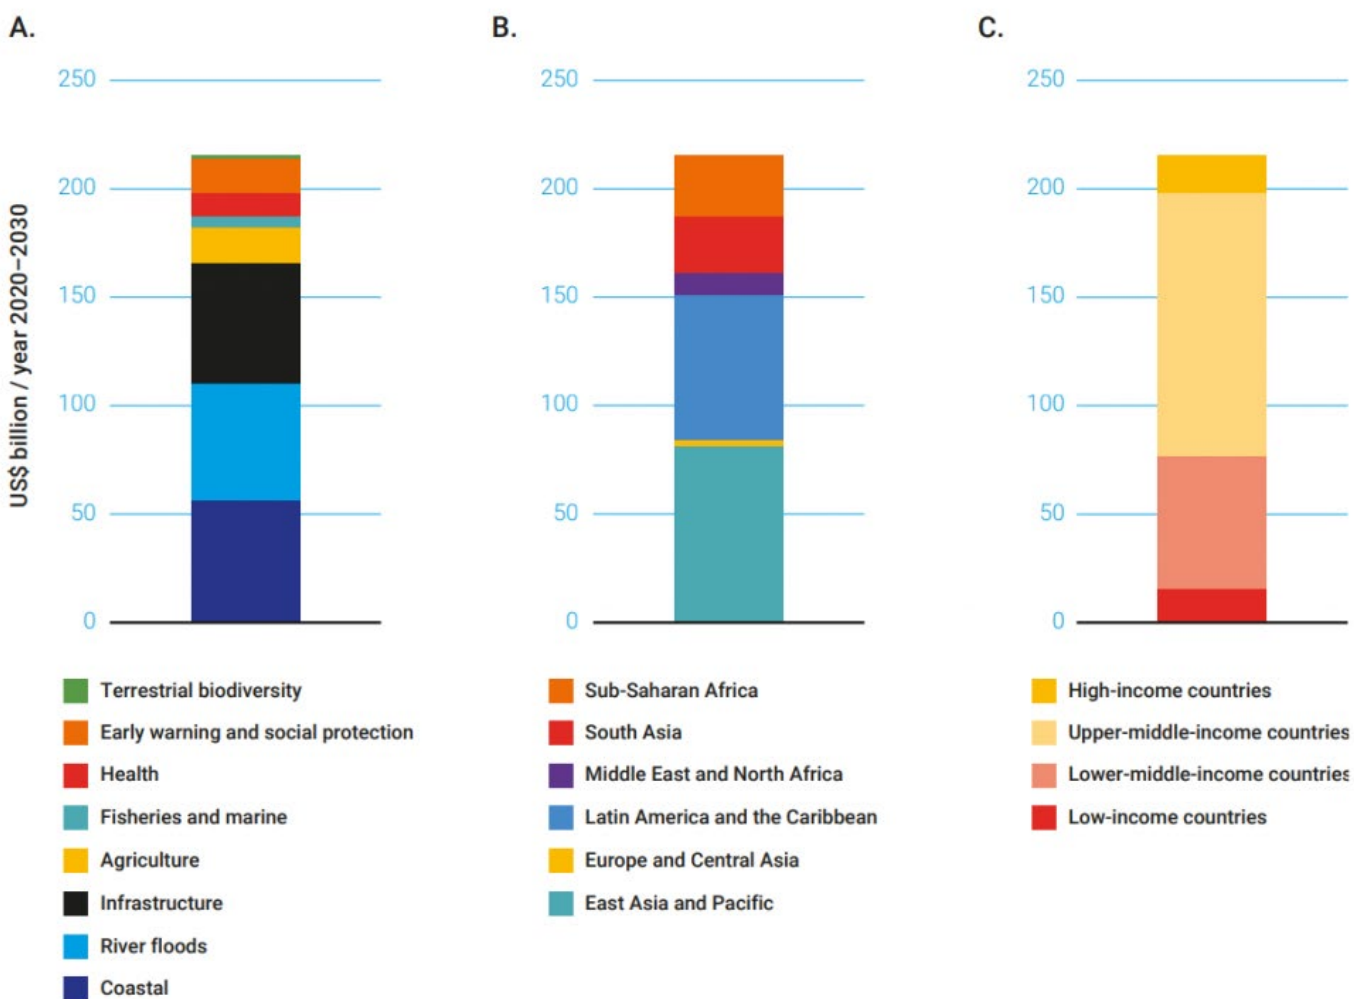 A.
B.
C.
US$ billion / year 2020–2030
250
200
150
100
50
0
250
200
150
100
50
0
250
200
150
100
50
0
Terrestrial biodiversity
Early warning and social protection
Health
Fisheries and marine
Agriculture
Infrastructure
River floods
Coastal
Sub-Saharan Africa
South Asia
Middle East and North Africa
Latin America and the Caribbean
Europe and Central Asia
East Asia and Pacific
High-income countries
Upper-middle-income countries
Lower-middle-income countries
Low-income countries